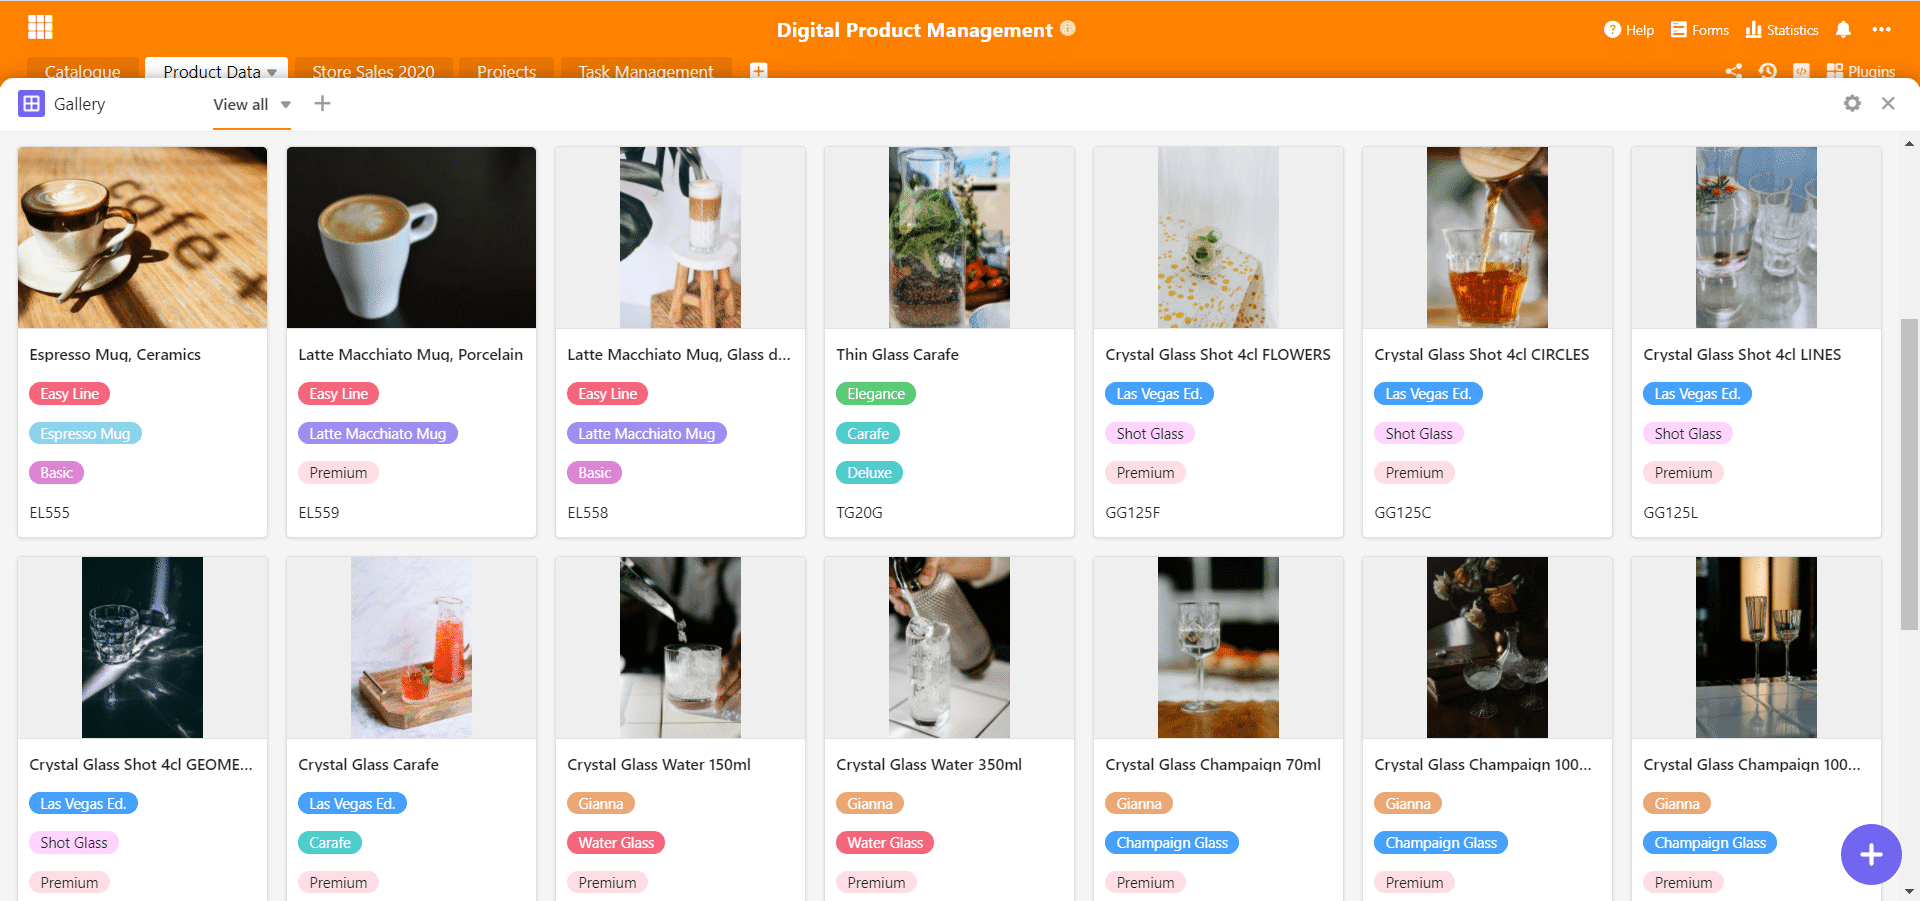 Digital Product Management
Help
Forms
Statistics
Catalogue
Product Data
Store Sales 2020
Projects
Task Management
Plugins
Gallery
View all
café
Espresso Mug, Ceramics
Latte Macchiato Mug, Porcelain
Latte Macchiato Mug, Glass d...
Thin Glass Carafe
Crystal Glass Shot 4cl FLOWERS
Crystal Glass Shot 4cl CIRCLES
Crystal Glass Shot 4cl LINES
Easy Line
Easy Line
Easy Line
Elegance
Las Vegas Ed.
Las Vegas Ed.
Las Vegas Ed.
Espresso Mug
Latte Macchiato Mug
Latte Macchiato Mug
Carafe
Shot Glass
Shot Glass
Shot Glass
Basic
Premium
Basic
Deluxe
Premium
Premium
Premium
EL555
EL559
EL558
TG20G
GG125F
GG125C
GG125L
Crystal Glass Shot 4cl GEOME...
Crystal Glass Carafe
Crystal Glass Water 150ml
Crystal Glass Water 350ml
Crystal Glass Champaign 70ml
Crystal Glass Champaign 100...
Crystal Glass Champaign 100...
Las Vegas Ed.
Las Vegas Ed.
Gianna
Gianna
Gianna
Gianna
Gianna
Shot Glass
Carafe
Water Glass
Water Glass
Champaign Glass
Champaign Glass
Champaign Glass
Premium
Premium
Premium
Premium
Premium
Premium
Premium